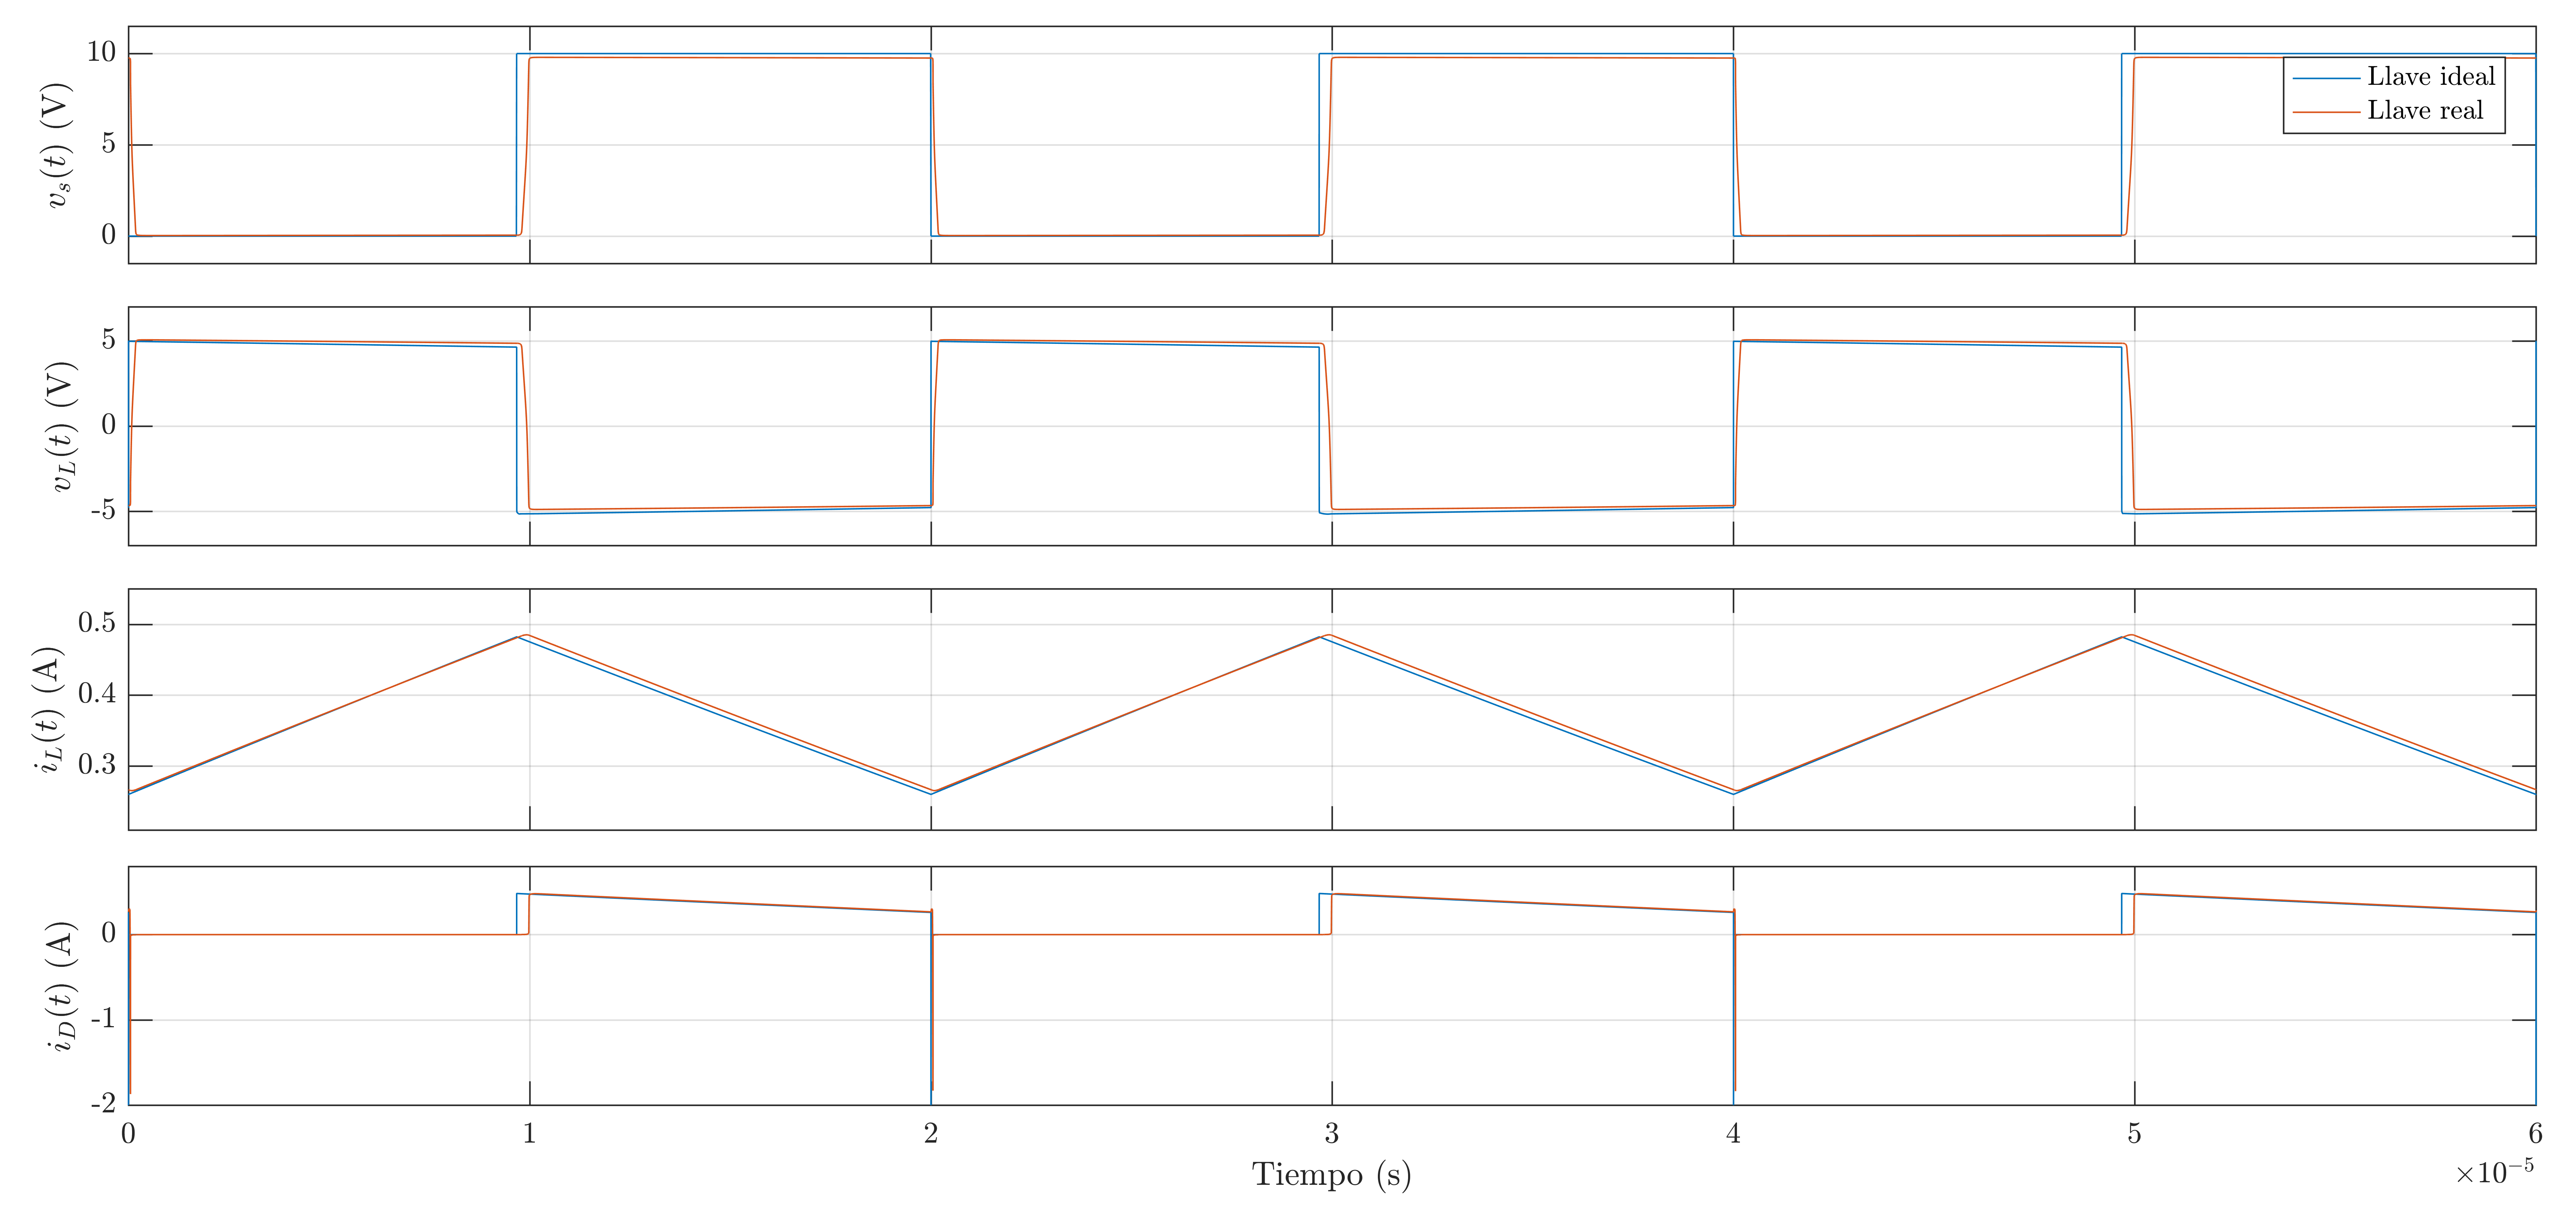 10
5
0
v_s(t) (V)
Llave ideal
Llave real
5
0
-5
v_L(t) (V)
0.5
0.4
0.3
i_L(t) (A)
0
-1
-2
i_D(t) (A)
0 1 2 3 4 5 6
Tiempo (s)
×10⁻⁵